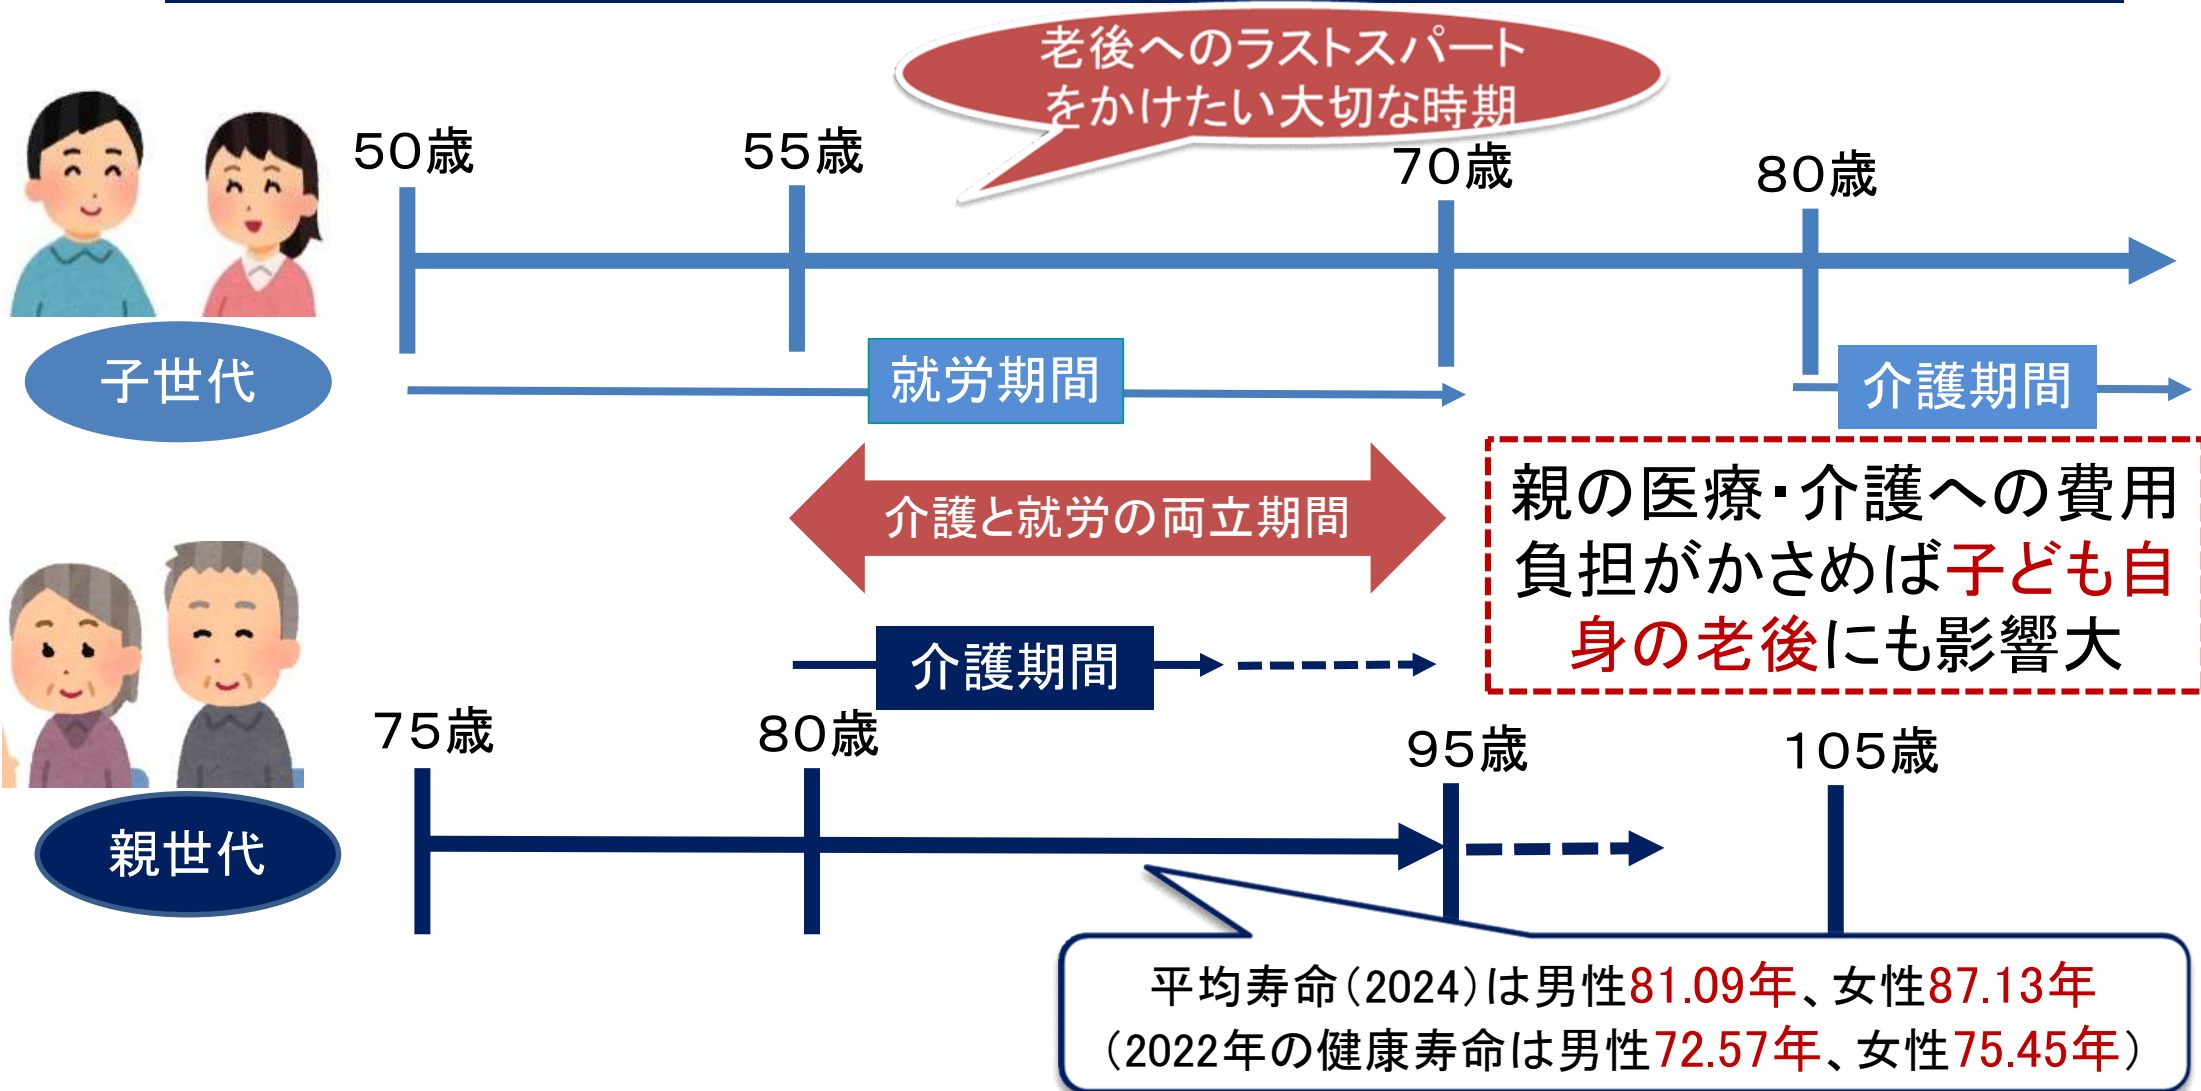 老後へのラストスパート
をかけたい大切な時期
50歳
55歳
70歳
80歳
子世代
就労期間
介護期間
介護と就労の両立期間
親の医療・介護への費用
負担がかさめば子ども自
身の老後にも影響大
介護期間
75歳
80歳
95歳
105歳
親世代
平均寿命(2024)は男性81.09年、女性87.13年
(2022年の健康寿命は男性72.57年、女性75.45年)